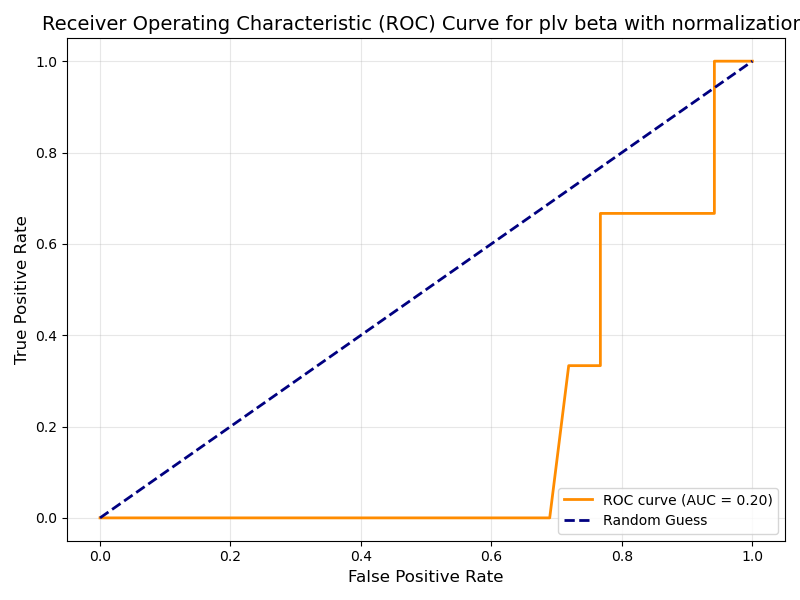 Receiver Operating Characteristic (ROC) Curve for plv beta with normalization
1.0
0.8
0.6
0.4
0.2
0.0
True Positive Rate
0.0 0.2 0.4 0.6 0.8 1.0
False Positive Rate
ROC curve (AUC = 0.20)
Random Guess